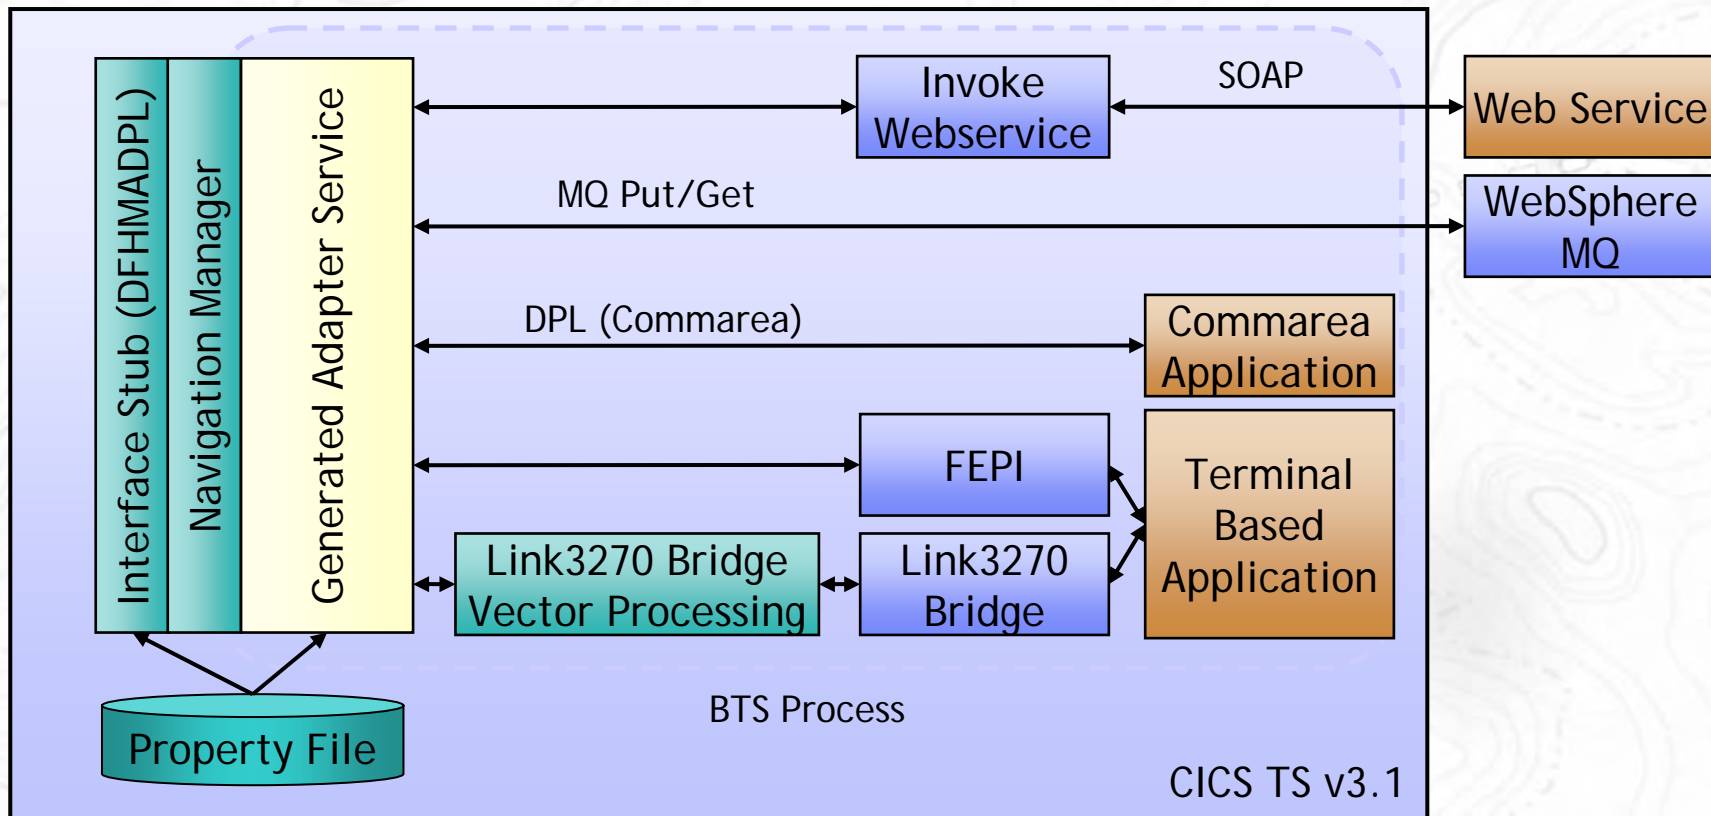 Interface Stub (DFHMADPL)
Navigation Manager
Generated Adapter Service
Invoke
Webservice
SOAP
Web Service
MQ Put/Get
WebSphere
MQ
DPL (Commarea)
Commarea
Application
FEPI
Terminal
Based
Application
Link3270 Bridge
Vector Processing
Link3270
Bridge
BTS Process
Property File
CICS TS v3.1